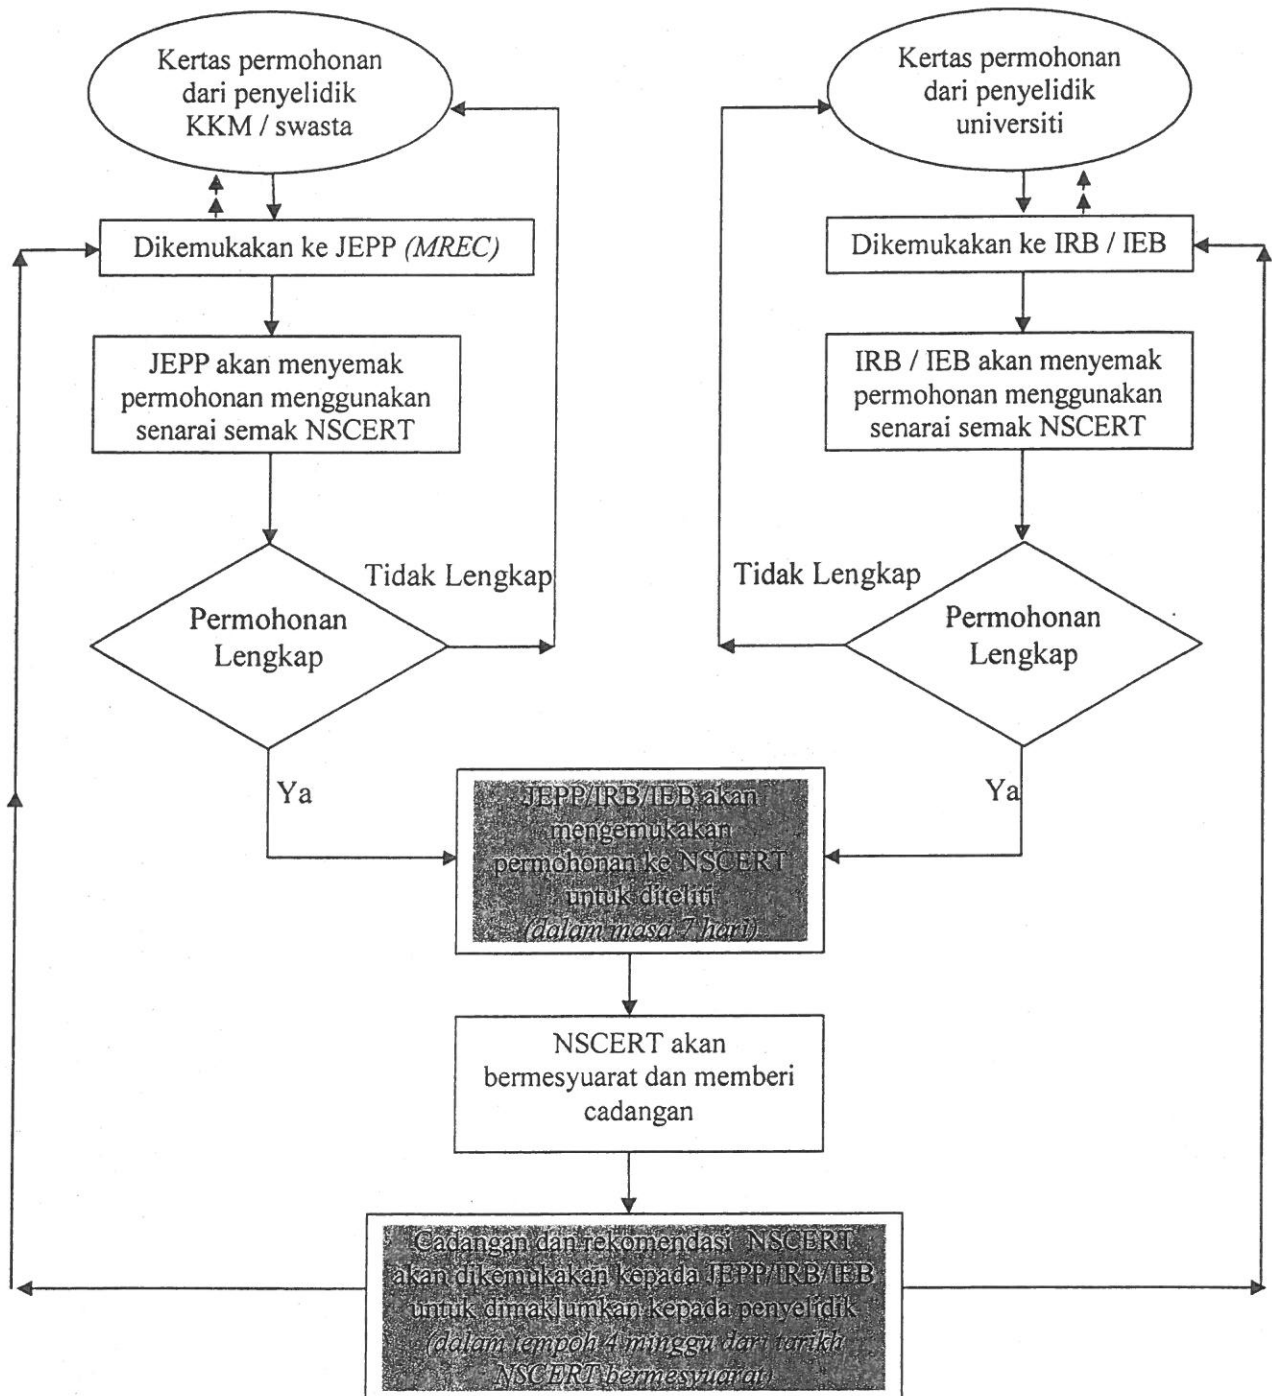 Kertas permohonan
dari penyelidik
KKM / swasta
Kertas permohonan
dari penyelidik
universiti
Dikemukakan ke JEPP (MREC)
Dikemukakan ke IRB / IEB
JEPP akan menyemak
permohonan menggunakan
senarai semak NSCERT
IRB / IEB akan menyemak
permohonan menggunakan
senarai semak NSCERT
Tidak Lengkap
Tidak Lengkap
Permohonan
Lengkap
Permohonan
Lengkap
Ya
Ya
JEPP/IRB/IEB akan
mengemukakan
permohonan ke NSCERT
untuk diteliti
(dalam masa 7 hari)
NSCERT akan
bermesyuarat dan memberi
cadangan
Cadangan dan rekomendasi NSCERT
akan dikemukakan kepada JEPP/IRB/IEB
untuk dimaklumkan kepada penyelidik
(dalam tempoh 4 minggu dari tarikh
NSCERT bermesyuarat)